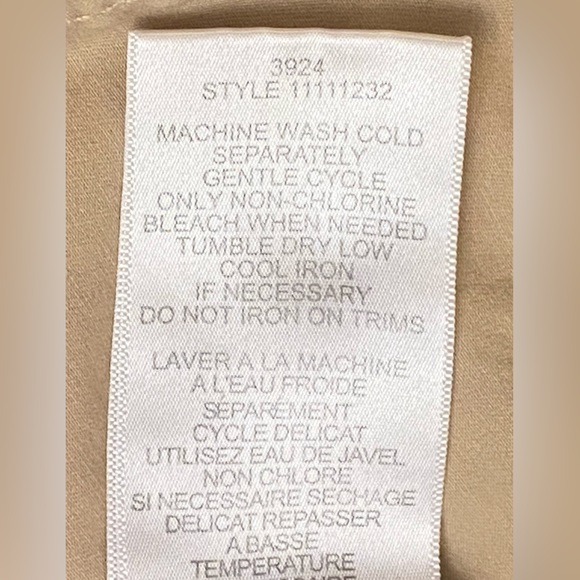 3924
STYLE 11111232
MACHINE WASH COLD
SEPARATELY
GENTLE CYCLE
ONLY NON-CHLORINE
BLEACH WHEN NEEDED
TUMBLE DRY LOW
COOL IRON
IF NECESSARY
DO NOT IRON ON TRIMS
LAVER A LA MACHINE
A L'EAU FROIDE
SÉPARÉMENT
CYCLE DELICAT
UTILISEZ EAU DE JAVEL
NON CHLORE
SI NECESSAIRE SECHAGE
DELICAT REPASSER
A BASSE
TEMPERATURE